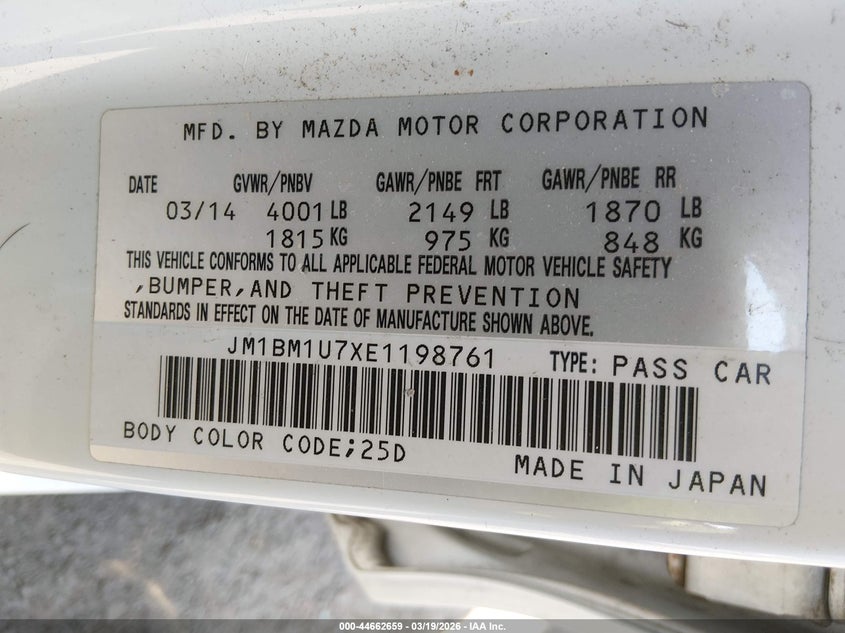 MFD. BY MAZDA MOTOR CORPORATION
DATE GVWR/PNBV GAWR/PNBE FRT GAWR/PNBE RR
03/14 4001 LB 2149 LB 1870 LB
1815 KG 975 KG 848 KG
THIS VEHICLE CONFORMS TO ALL APPLICABLE FEDERAL MOTOR VEHICLE SAFETY
,BUMPER,AND THEFT PREVENTION
STANDARDS IN EFFECT ON THE DATE OF MANUFACTURE SHOWN ABOVE.
JM1BM1U7XE1198761 TYPE: PASS CAR
BODY COLOR CODE;25D
MADE IN JAPAN
000-44662659 - 03/19/2026 - IAA Inc.